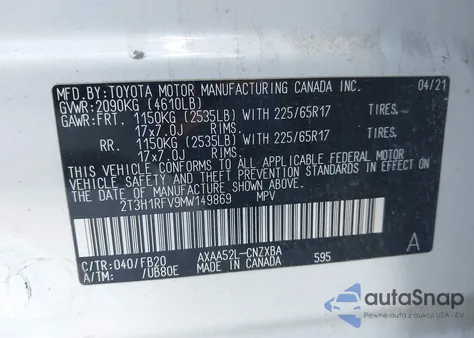 MFD.BY:TOYOTA MOTOR MANUFACTURING CANADA INC. 04/21
GVWR:2090KG (4610LB)
GAWR:FRT. 1150KG (2535LB) WITH 225/65R17 TIRES..
17x7.0J RIMS.
RR. 1150KG (2535LB) WITH 225/65R17 TIRES..
17x7.0J RIMS.
THIS VEHICLE CONFORMS TO ALL APPLICABLE FEDERAL MOTOR
VEHICLE SAFETY AND THEFT PREVENTION STANDARDS IN EFFECT ON
THE DATE OF MANUFACTURE SHOWN ABOVE.
2T3H1RFV9MW149869 MPV
C/TR:040/FB20 AXAA52L-CNZXBA 595 A
A/TM: /UB80E MADE IN CANADA
autoSnap